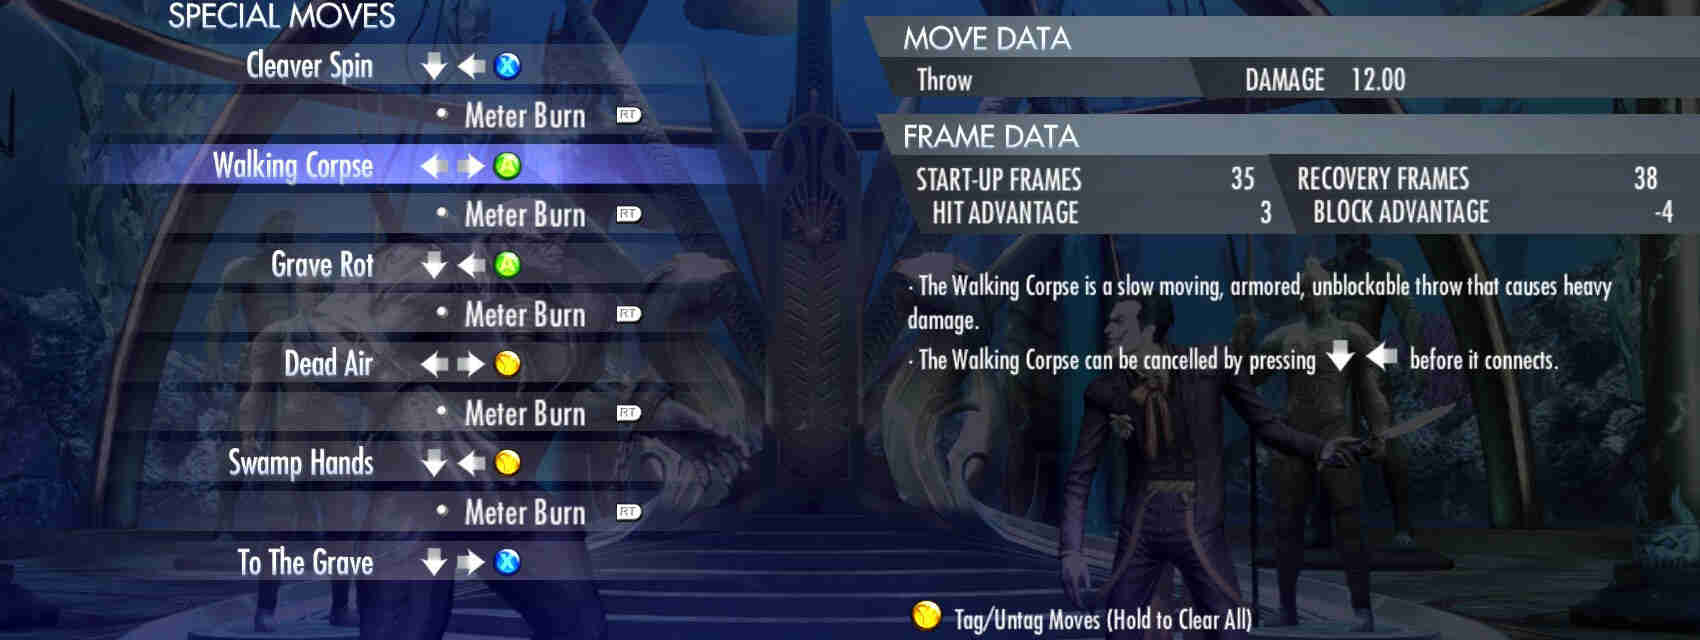 SPECIAL MOVES
Cleaver Spin X
Meter Burn RT
Walking Corpse A
Meter Burn RT
Grave Rot A
Meter Burn RT
Dead Air Y
Meter Burn RT
Swamp Hands Y
Meter Burn RT
To The Grave X
MOVE DATA
Throw DAMAGE 12.00
FRAME DATA
START-UP FRAMES 35 RECOVERY FRAMES 38
HIT ADVANTAGE 3 BLOCK ADVANTAGE -4
· The Walking Corpse is a slow moving, armored, unblockable throw that causes heavy
damage.
· The Walking Corpse can be cancelled by pressing ⬇ ⬅ before it connects.
Y Tag/Untag Moves (Hold to Clear All)